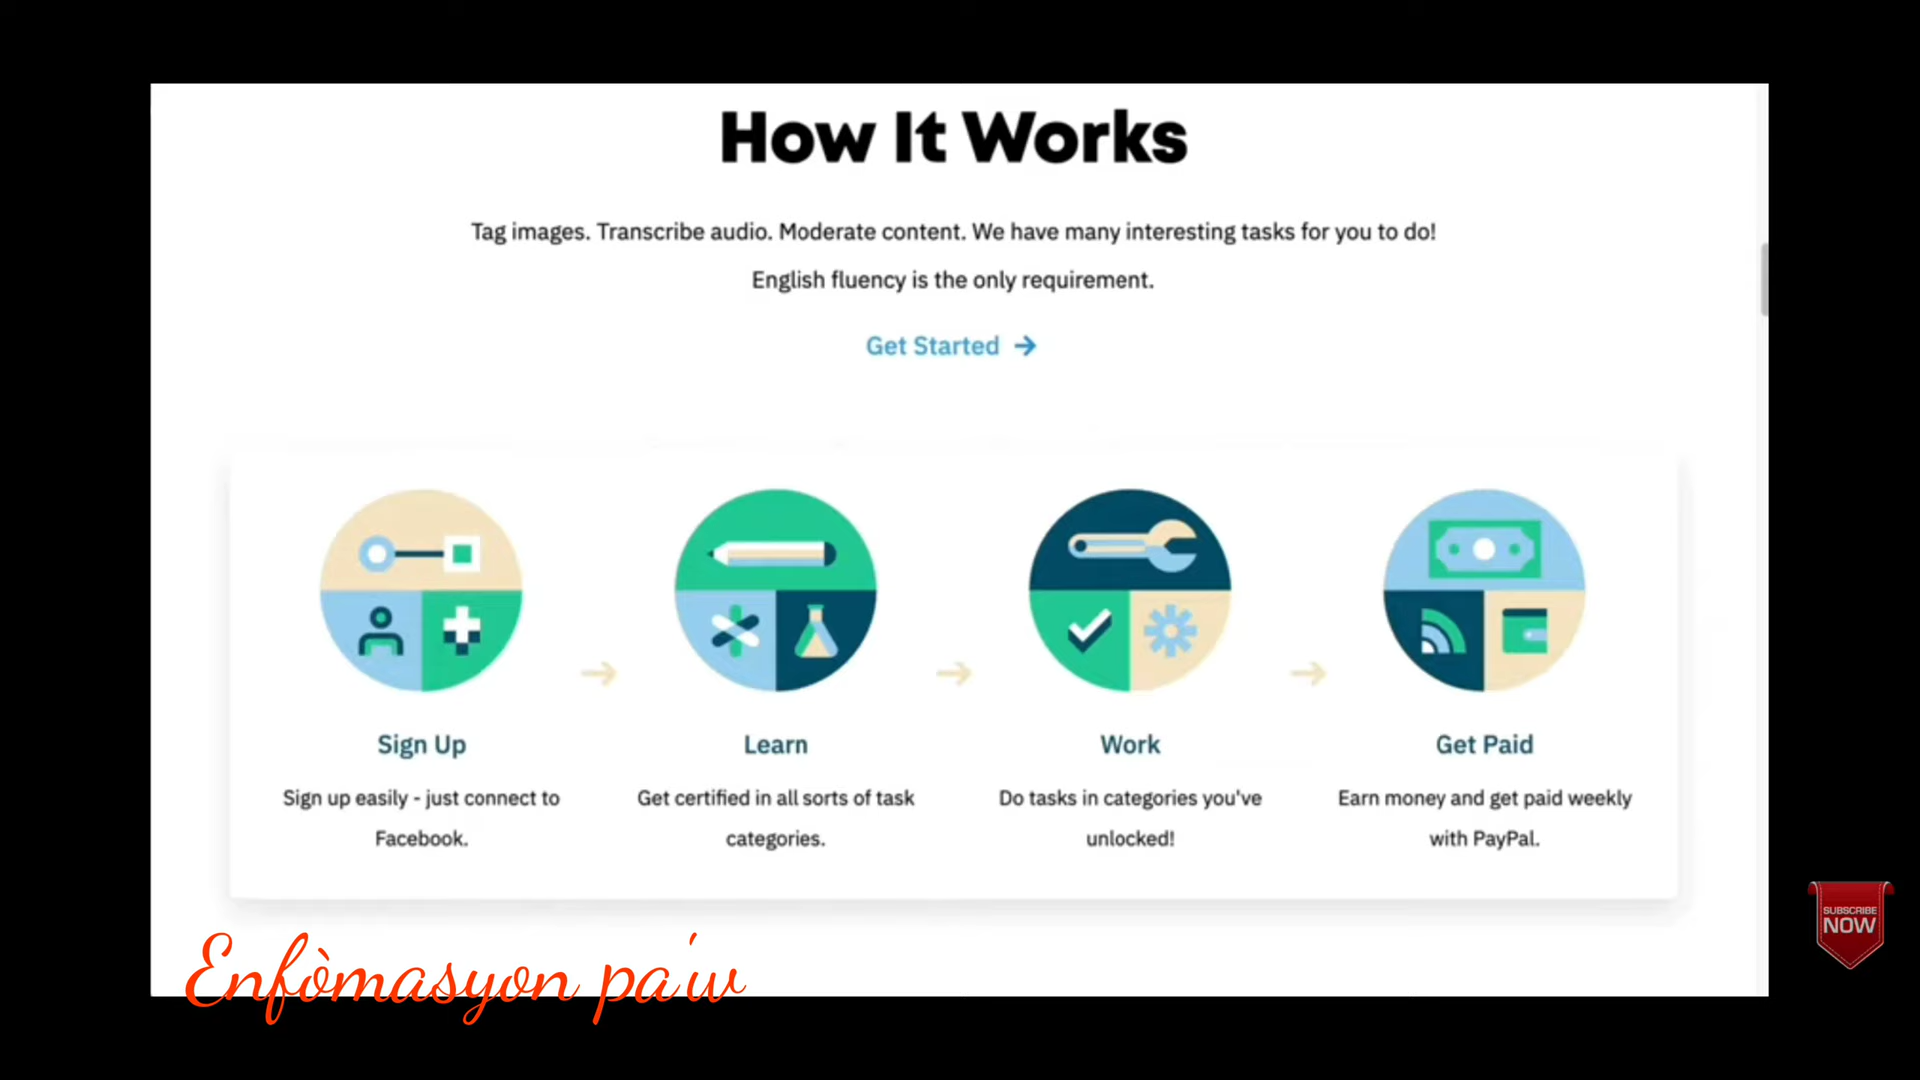 How It Works
Tag images. Transcribe audio. Moderate content. We have many interesting tasks for you to do!
English fluency is the only requirement.
Get Started →
Sign Up
Sign up easily - just connect to
Facebook.
Learn
Get certified in all sorts of task
categories.
Work
Do tasks in categories you've
unlocked!
Get Paid
Earn money and get paid weekly
with PayPal.
Enfòmasyon pa'w
SUBSCRIBE
NOW